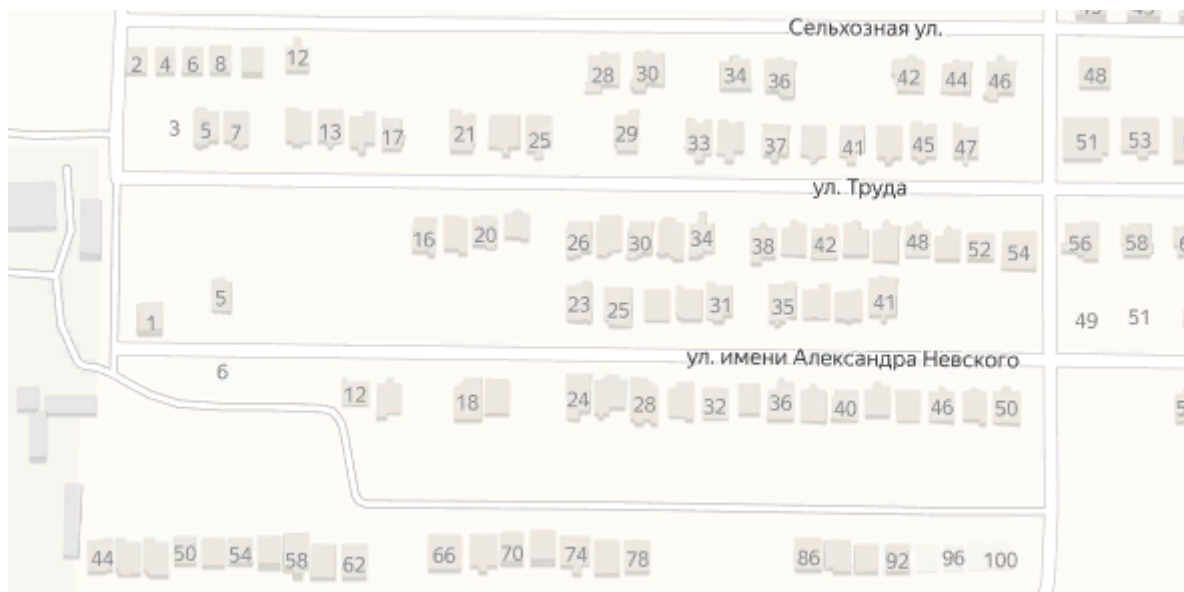 Сельхозная ул.
2 4 6 8 12 28 30 34 36 42 44 46 48
3 5 7 13 17 21 25 29 33 37 41 45 47 51 53
ул. Труда
16 20 26 30 34 38 42 48 52 54 56 58
1 5 23 25 31 35 41 49 51
ул. имени Александра Невского
6
12 18 24 28 32 36 40 46 50
44 50 54 58 62 66 70 74 78 86 92 96 100